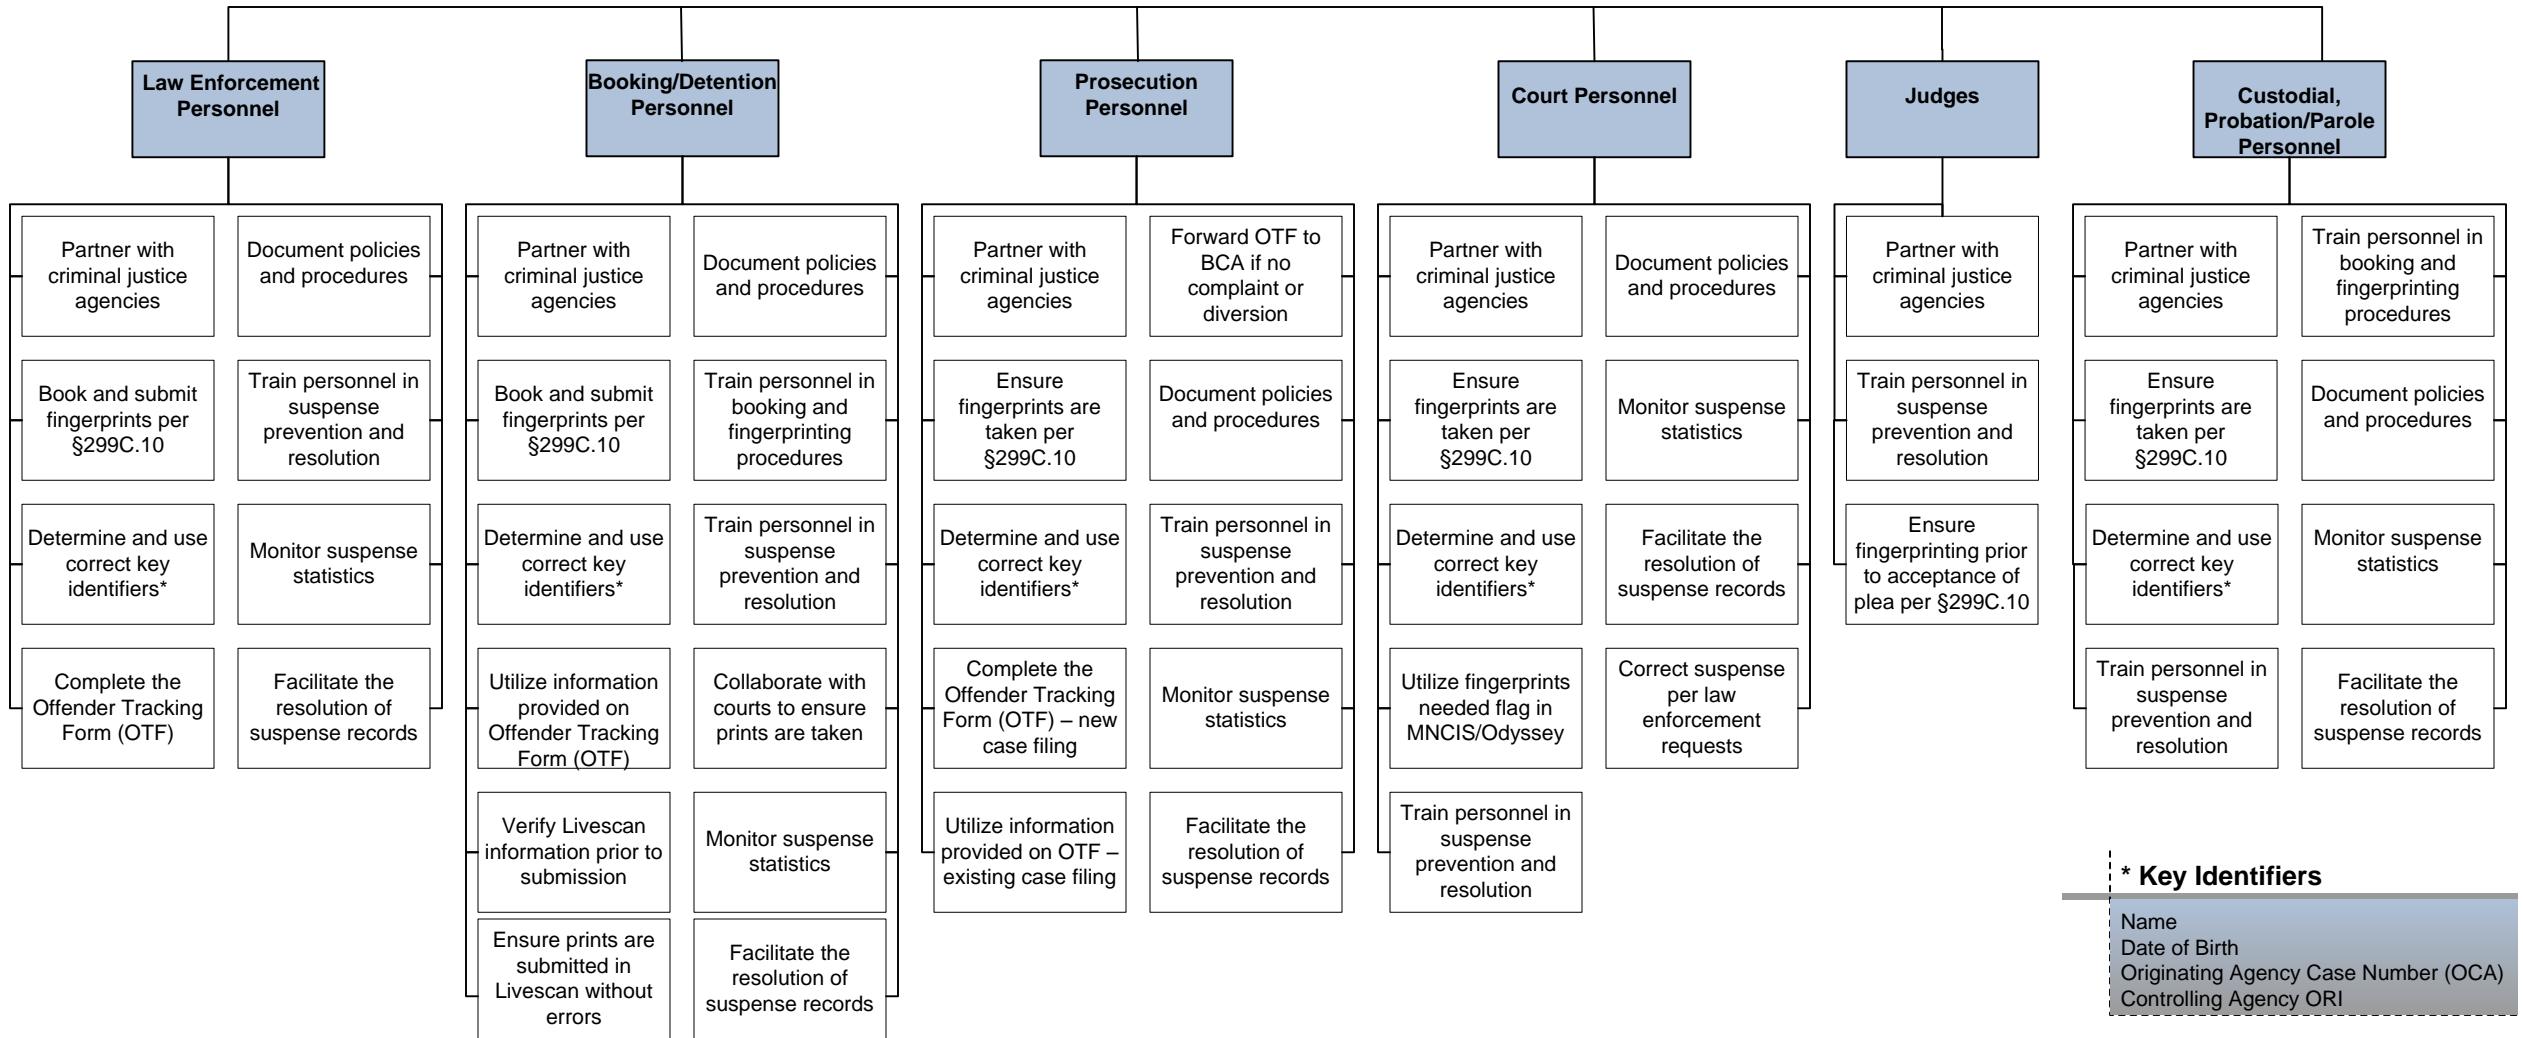 Law Enforcement
Personnel
Booking/Detention
Personnel
Prosecution
Personnel
Court Personnel
Judges
Custodial,
Probation/Parole
Personnel
Partner with
criminal justice
agencies
Document policies
and procedures
Book and submit
fingerprints per
§299C.10
Train personnel in
suspense
prevention and
resolution
Determine and use
correct key
identifiers*
Monitor suspense
statistics
Complete the
Offender Tracking
Form (OTF)
Facilitate the
resolution of
suspense records
Partner with
criminal justice
agencies
Document policies
and procedures
Book and submit
fingerprints per
§299C.10
Train personnel in
booking and
fingerprinting
procedures
Determine and use
correct key
identifiers*
Train personnel in
suspense
prevention and
resolution
Utilize information
provided on
Offender Tracking
Form (OTF)
Collaborate with
courts to ensure
prints are taken
Verify Livescan
information prior to
submission
Monitor suspense
statistics
Ensure prints are
submitted in
Livescan without
errors
Facilitate the
resolution of
suspense records
Partner with
criminal justice
agencies
Forward OTF to
BCA if no
complaint or
diversion
Ensure
fingerprints are
taken per
§299C.10
Document policies
and procedures
Determine and use
correct key
identifiers*
Train personnel in
suspense
prevention and
resolution
Complete the
Offender Tracking
Form (OTF) – new
case filing
Monitor suspense
statistics
Utilize information
provided on OTF –
existing case filing
Facilitate the
resolution of
suspense records
Partner with
criminal justice
agencies
Document policies
and procedures
Ensure
fingerprints are
taken per
§299C.10
Monitor suspense
statistics
Determine and use
correct key
identifiers*
Facilitate the
resolution of
suspense records
Utilize fingerprints
needed flag in
MNCIS/Odyssey
Correct suspense
per law
enforcement
requests
Train personnel in
suspense
prevention and
resolution
Partner with
criminal justice
agencies
Train personnel in
suspense
prevention and
resolution
Ensure
fingerprinting prior
to acceptance of
plea per §299C.10
Partner with
criminal justice
agencies
Train personnel in
booking and
fingerprinting
procedures
Ensure
fingerprints are
taken per
§299C.10
Document policies
and procedures
Determine and use
correct key
identifiers*
Monitor suspense
statistics
Train personnel in
suspense
prevention and
resolution
Facilitate the
resolution of
suspense records
* Key Identifiers
Name
Date of Birth
Originating Agency Case Number (OCA)
Controlling Agency ORI